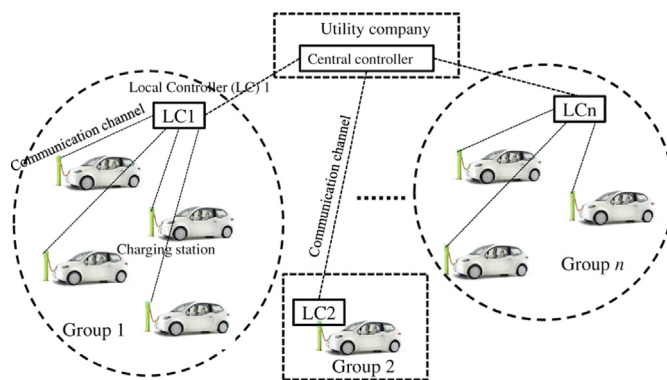 Utility company
Central controller
Local Controller (LC) 1
LC1
LCn
Communication channel
Communication channel
Charging station
Group 1
LC2
Group 2
Group n